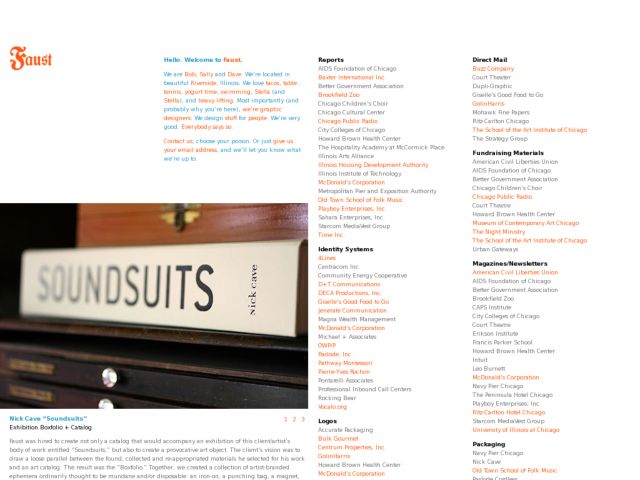 Faust
Hello. Welcome to faust.
We are Bob, Sally and Dave. We're located in
beautiful Riverside, Illinois. We love tacos, table
tennis, yogurt time, swimming, Stella (and
Stella), and heavy lifting. Most importantly (and
probably why you're here), we're graphic
designers. We design stuff for people. We're very
good. Everybody says so.
Contact us; choose your poison. Or just give us
your email address, and we'll let you know what
we're up to.
SOUNDSUITS
nick cave
Nick Cave "Soundsuits"
1 2 3
Exhibition Boxfolio + Catalog
Faust was hired to create not only a catalog that would accompany an exhibition of this client/artist's
body of work entitled "Soundsuits," but also to create a provocative art object. The client's vision was to
draw a loose parallel between the found, collected and repurposed materials he selected for his work
and an art catalog. The result was the "Boxfolio." Together, we created a collection of artist-branded
ephemera ordinarily thought to be mundane and/or disposable: an iron-on, a punching bag, a magnet,
Reports
AIDS Foundation of Chicago
Baxter International Inc
Better Government Association
Brookfield Zoo
Chicago Children's Choir
Chicago Cultural Center
Chicago Public Radio
City Colleges of Chicago
Howard Brown Health Center
The Hospitality Academy at McCormick Place
Illinois Arts Alliance
Illinois Housing Development Authority
Illinois Institute of Technology
McDonald's Corporation
Metropolitan Pier and Exposition Authority
Old Town School of Folk Music
Playboy Enterprises, Inc.
Sahara Enterprises, Inc.
Starcom MediaVest Group
Time Inc.
Identity Systems
4Lines
Centracom Inc.
Community Energy Cooperative
D+T Communications
DECA Productions, Inc.
Giselle's Good Food to Go
Jenerate Communication
Magna Wealth Management
McDonald's Corporation
Michael + Associates
OWP/P
Padode, Inc.
Pathway Montessori
Pierre-Yves Rochon
Pontarelli Associates
Professional Inbound Call Centers
Rocking Bear
Vocalo.org
Logos
Accurate Packaging
Bulk Gourmet
Centrum Properties, Inc.
GolinHarris
Howard Brown Health Center
McDonald's Corporation
Direct Mail
Buzz Company
Court Theater
Dupli-Graphic
Giselle's Good Food to Go
GolinHarris
Mohawk Fine Papers
Ritz-Carlton Chicago
The School of the Art Institute of Chicago
The Strategy Group
Fundraising Materials
American Civil Liberties Union
AIDS Foundation of Chicago
Better Government Association
Chicago Children's Choir
Chicago Public Radio
Court Theatre
Howard Brown Health Center
Museum of Contemporary Art Chicago
The Night Ministry
The School of the Art Institute of Chicago
Urban Gateways
Magazines/Newsletters
American Civil Liberties Union
AIDS Foundation of Chicago
Better Government Association
Brookfield Zoo
CAPS Institute
City Colleges of Chicago
Court Theatre
Erikson Institute
Francis Parker School
Howard Brown Health Center
Intuit
Leo Burnett
McDonald's Corporation
Navy Pier Chicago
The Peninsula Hotel Chicago
Playboy Enterprises, Inc.
Ritz-Carlton Hotel Chicago
Starcom MediaVest Group
University of Illinois at Chicago
Packaging
Navy Pier Chicago
Nick Cave
Old Town School of Folk Music